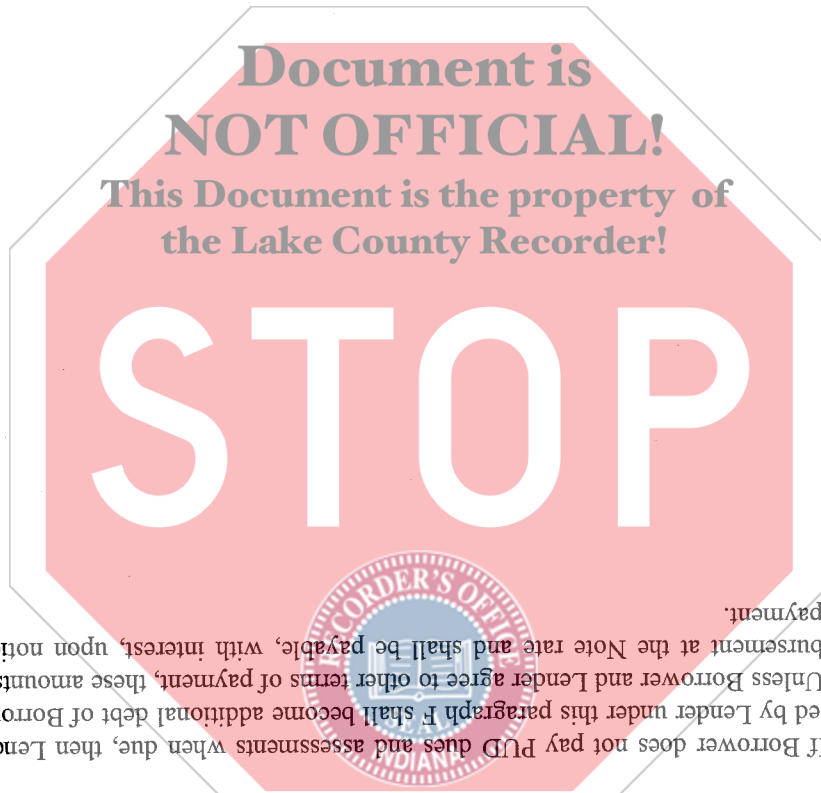 Document is
NOT OFFICIAL!
This Document is the property of
the Lake County Recorder!
STOP
RECORDER'S OFFICE
SEAL
INDIANA
If Borrower does not pay PUD dues and assessments when due, then Len
ed by Lender under this paragraph F shall become additional debt of Borro
Unless Borrower and Lender agree to other terms of payment, these amounts
bursement at the Note rate and shall be payable, with interest, upon noti
payment.